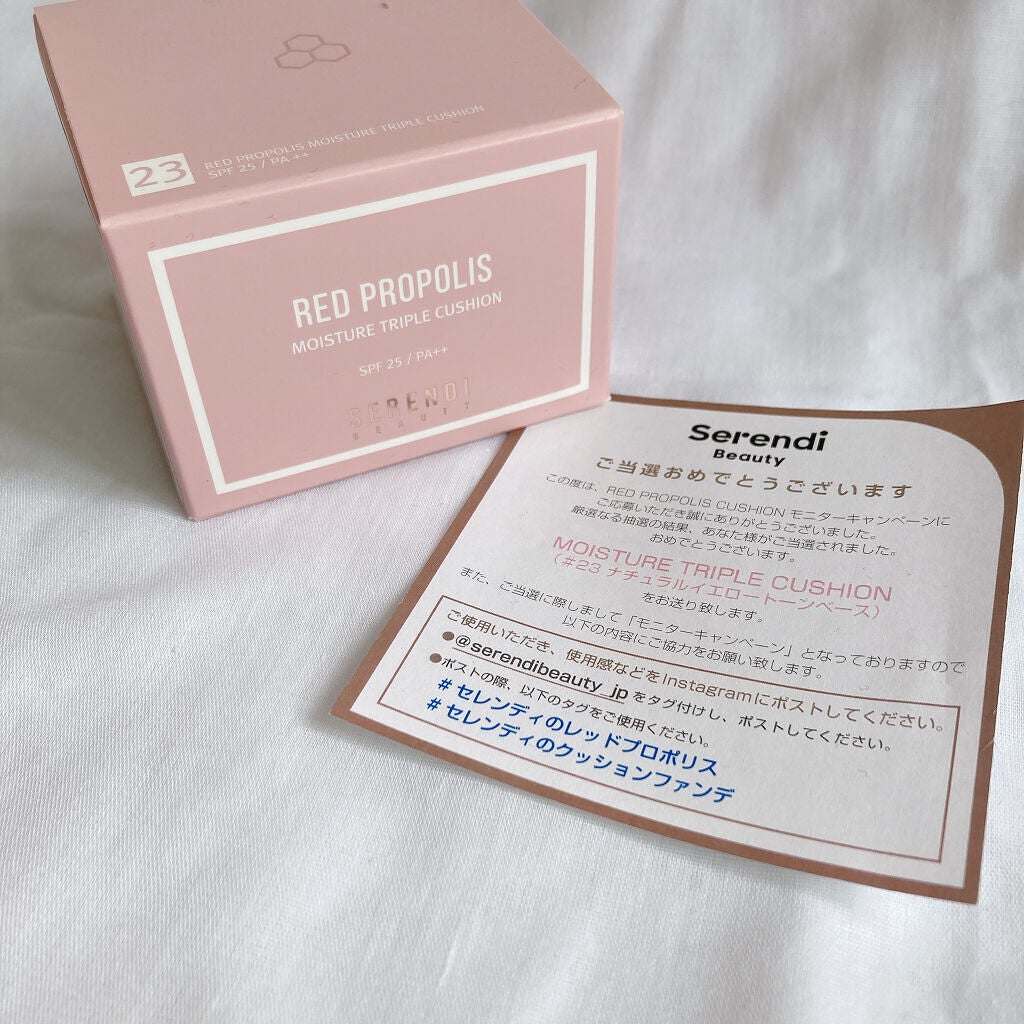 23
RED PROPOLIS MOISTURE TRIPLE CUSHION
SPF 25 / PA ++
RED PROPOLIS
MOISTURE TRIPLE CUSHION
SPF 25 / PA++
SERENDI
BEAUTY
Serendi
Beauty
ご当選おめでとうございます
この度は、RED PROPOLIS CUSHION モニターキャンペーンに
ご応募いただき誠にありがとうございました。
厳選なる抽選の結果、あなた様がご当選されました。
おめでとうございます。
MOISTURE TRIPLE CUSHION
(#23 ナチュラルイエロートーンベース)
をお送り致します。
また、ご当選に際しまして「モニターキャンペーン」となっておりますので
以下の内容にご協力をお願い致します。
ご使用いただき、使用感などをInstagramにポストしてください。
●@serendibeauty_jp をタグ付けし、ポストしてください。
●ポストの際、以下のタグをご使用ください。
# セレンディのレッドプロポリス
# セレンディのクッションファンデ